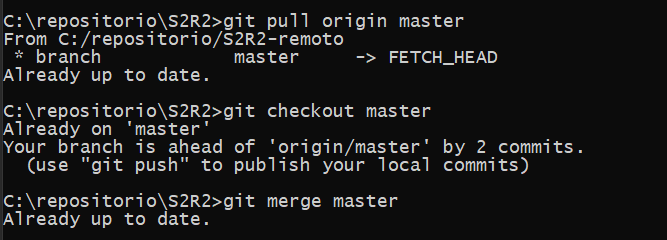 C:\repositorio\S2R2>git pull origin master
From C:/repositorio/S2R2-remoto
 * branch            master     -> FETCH_HEAD
Already up to date.
C:\repositorio\S2R2>git checkout master
Already on 'master'
Your branch is ahead of 'origin/master' by 2 commits.
  (use "git push" to publish your local commits)
C:\repositorio\S2R2>git merge master
Already up to date.